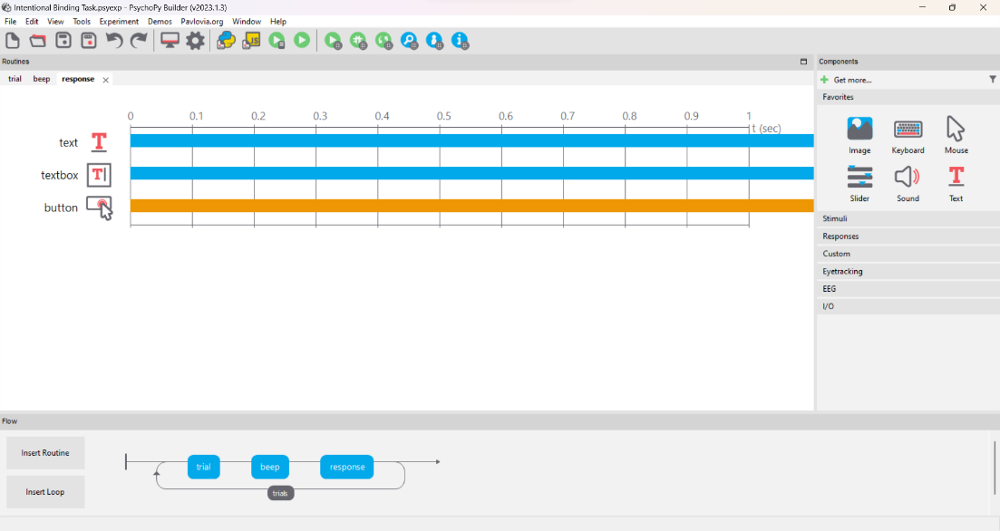 Intentional Binding Task.psyexp - PsychoPy Builder (v2023.1.3)
File Edit View Tools Experiment Demos Pavlovia.org Window Help
JS
Routines
Components
trial beep response
Get more...
Favorites
0 0.1 0.2 0.3 0.4 0.5 0.6 0.7 0.8 0.9 1
t (sec)
text T
textbox T
button
Image Keyboard Mouse
T
Slider Sound Text
Stimuli
Responses
Custom
Eyetracking
EEG
I/O
Flow
Insert Routine
Insert Loop
trial beep response
trials